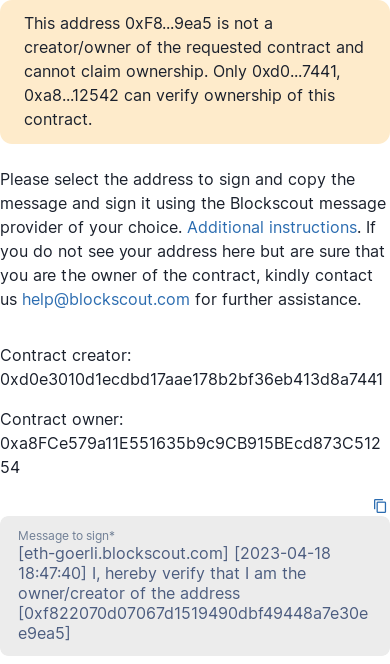 This address 0xF8...9ea5 is not a
creator/owner of the requested contract and
cannot claim ownership. Only 0xd0...7441,
0xa8...12542 can verify ownership of this
contract.
Please select the address to sign and copy the
message and sign it using the Blockscout message
provider of your choice. Additional instructions. If
you do not see your address here but are sure that
you are the owner of the contract, kindly contact
us help@blockscout.com for further assistance.
Contract creator:
0xd0e3010d1ecdbd17aae178b2bf36eb413d8a7441
Contract owner:
0xa8FCe579a11E551635b9c9CB915BEcd873C512
54
Message to sign*
[eth-goerli.blockscout.com] [2023-04-18
18:47:40] I, hereby verify that I am the
owner/creator of the address
[0xf822070d07067d1519490dbf49448a7e30e
e9ea5]